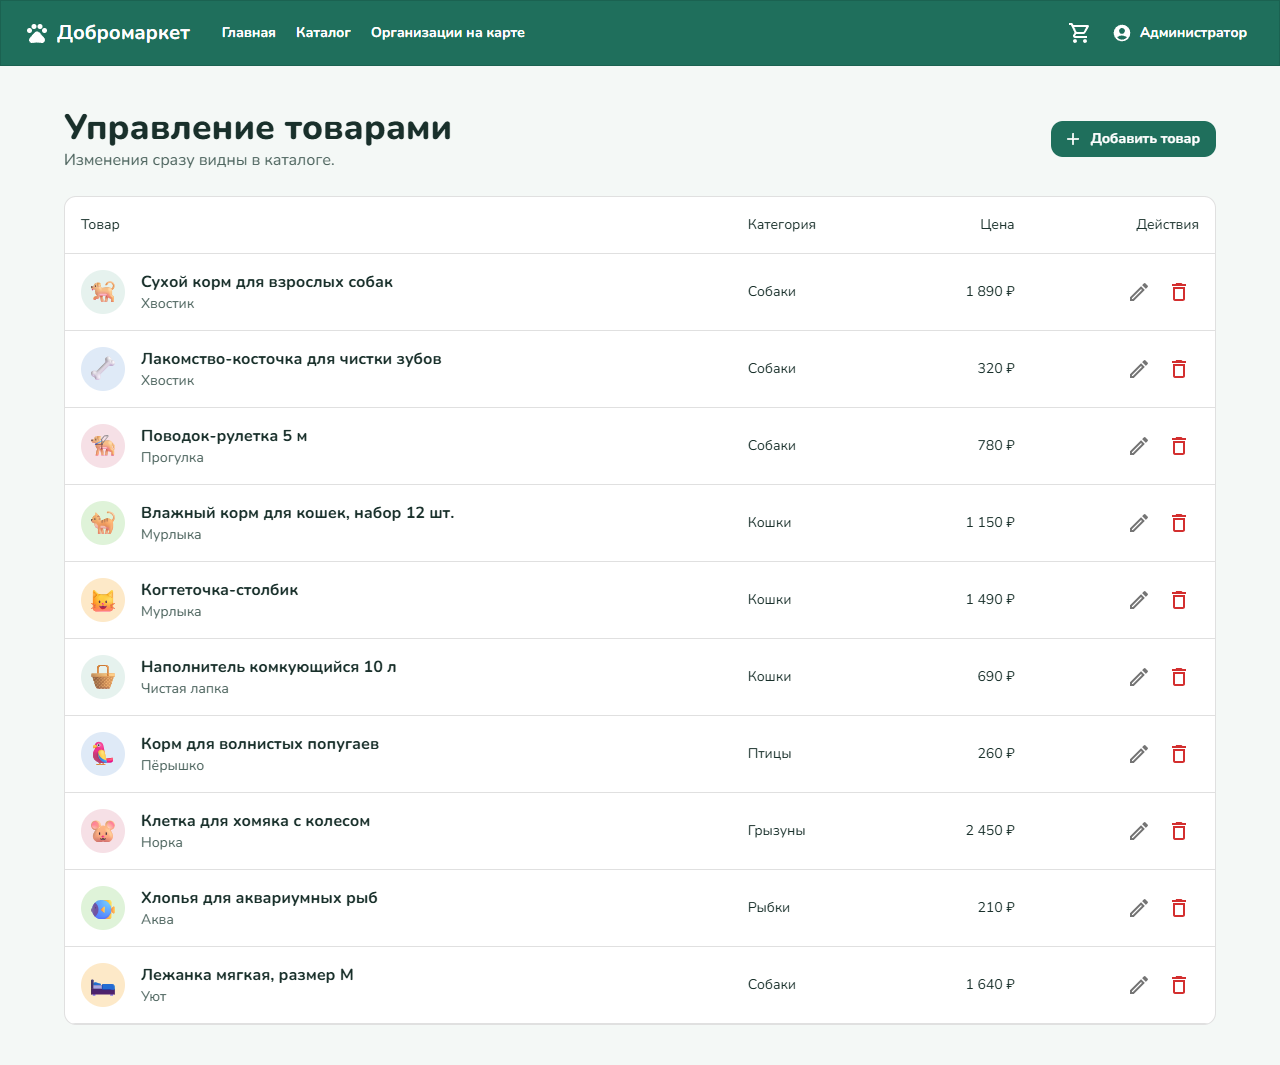 Добромаркет Главная Каталог Организации на карте Администратор
Управление товарами
Изменения сразу видны в каталоге.
Добавить товар
Товар Категория Цена Действия
Сухой корм для взрослых собак
Хвостик
Собаки 1 890 ₽
Лакомство-косточка для чистки зубов
Хвостик
Собаки 320 ₽
Поводок-рулетка 5 м
Прогулка
Собаки 780 ₽
Влажный корм для кошек, набор 12 шт.
Мурлыка
Кошки 1 150 ₽
Когтеточка-столбик
Мурлыка
Кошки 1 490 ₽
Наполнитель комкующийся 10 л
Чистая лапка
Кошки 690 ₽
Корм для волнистых попугаев
Пёрышко
Птицы 260 ₽
Клетка для хомяка с колесом
Норка
Грызуны 2 450 ₽
Хлопья для аквариумных рыб
Аква
Рыбки 210 ₽
Лежанка мягкая, размер M
Уют
Собаки 1 640 ₽